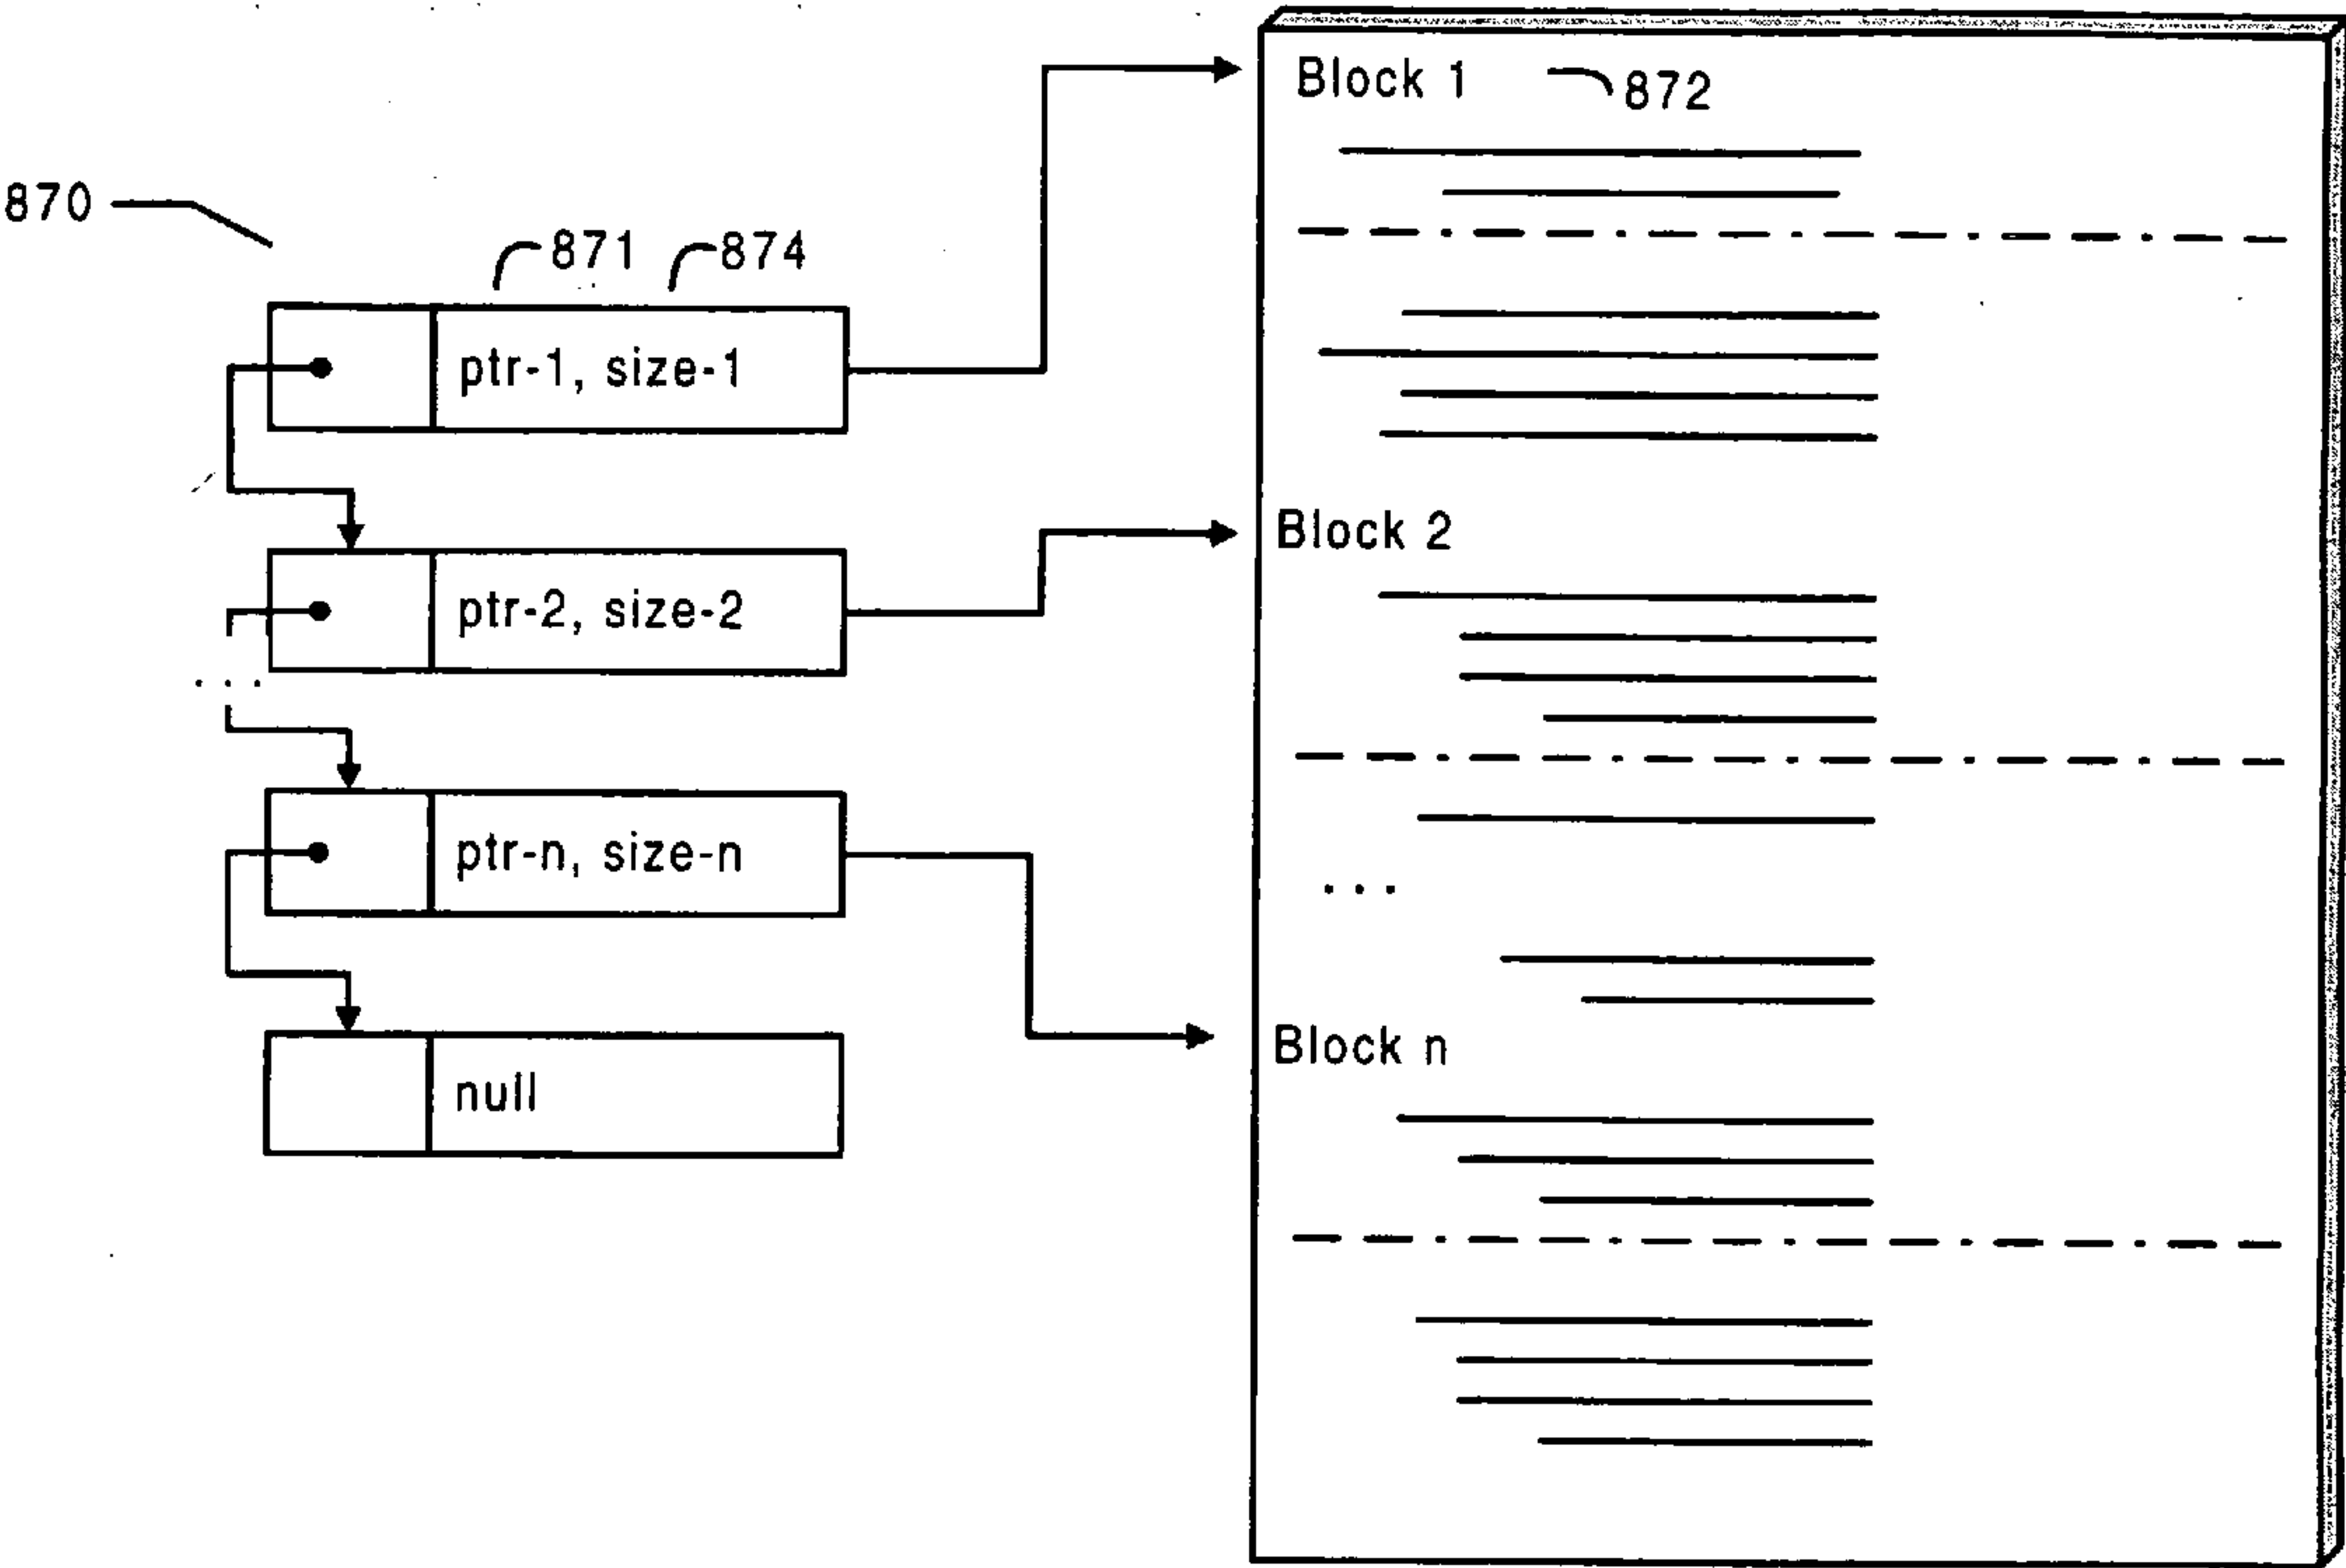 Block 1 872
870
871 874
ptr-1, size-1
Block 2
ptr-2, size-2
. . .
ptr-n, size-n
. . .
Block n
null